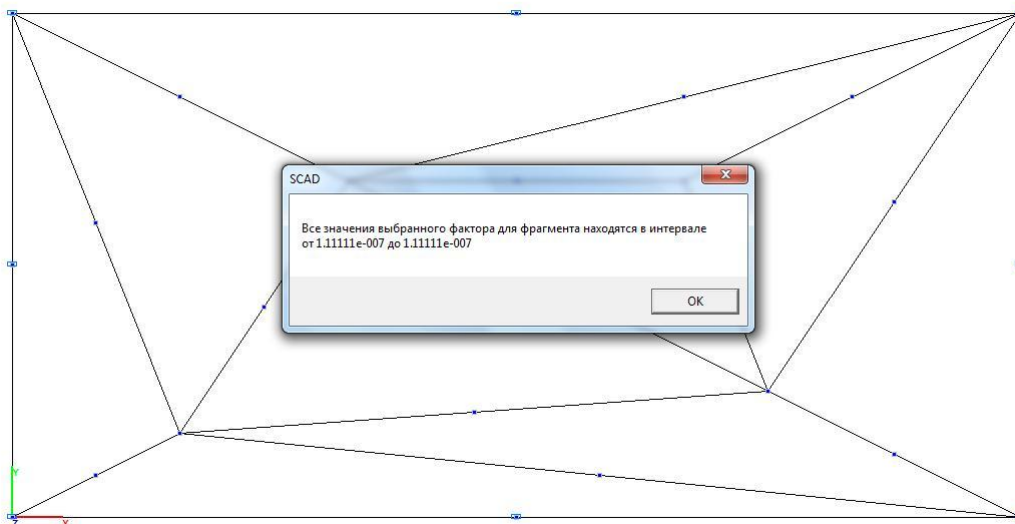 SCAD
Все значения выбранного фактора для фрагмента находятся в интервале
от 1.11111e-007 до 1.11111e-007
OK
Y
Z
X